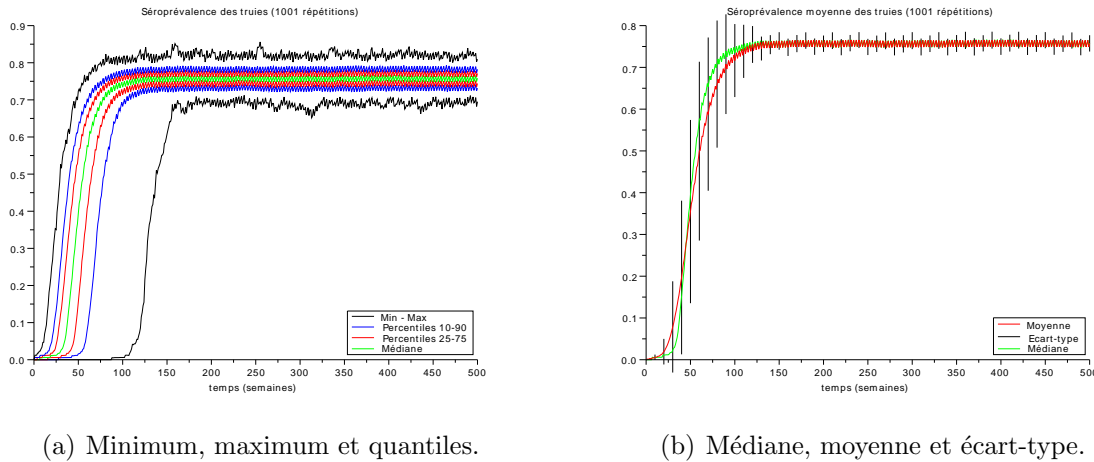 Séroprévalence des truies (1001 répétitions)
0.9
0.8
0.7
0.6
0.5
0.4
0.3
0.2
0.1
0.0
0 50 100 150 200 250 300 350 400 450 500
temps (semaines)
Min - Max
Percentiles 10-90
Percentiles 25-75
Médiane
(a) Minimum, maximum et quantiles.
Séroprévalence moyenne des truies (1001 répétitions)
0.8
0.7
0.6
0.5
0.4
0.3
0.2
0.1
0.0
0 50 100 150 200 250 300 350 400 450 500
temps (semaines)
Moyenne
Ecart-type
Médiane
(b) Médiane, moyenne et écart-type.